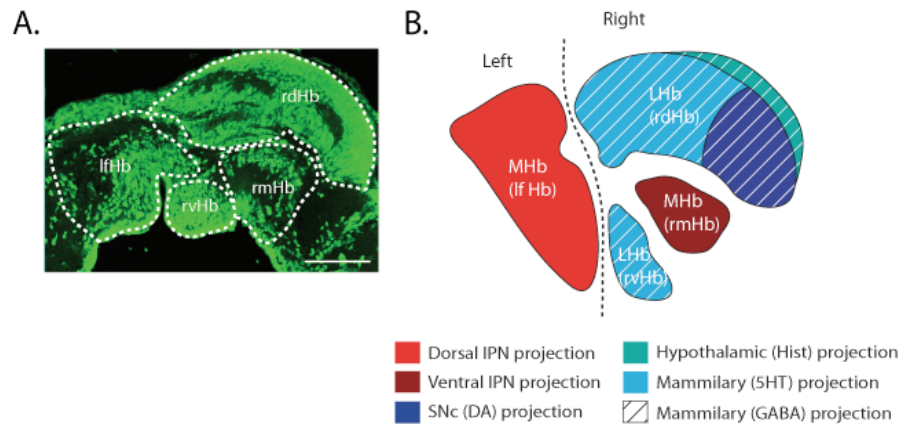 A.
rdHb
lfHb
rmHb
rvHb
B.
Right
Left
LHb
(rdHb)
MHb
(lf Hb)
MHb
(rmHb)
LHb
(rvHb)
Dorsal IPN projection
Ventral IPN projection
SNc (DA) projection
Hypothalamic (Hist) projection
Mammilary (5HT) projection
Mammilary (GABA) projection